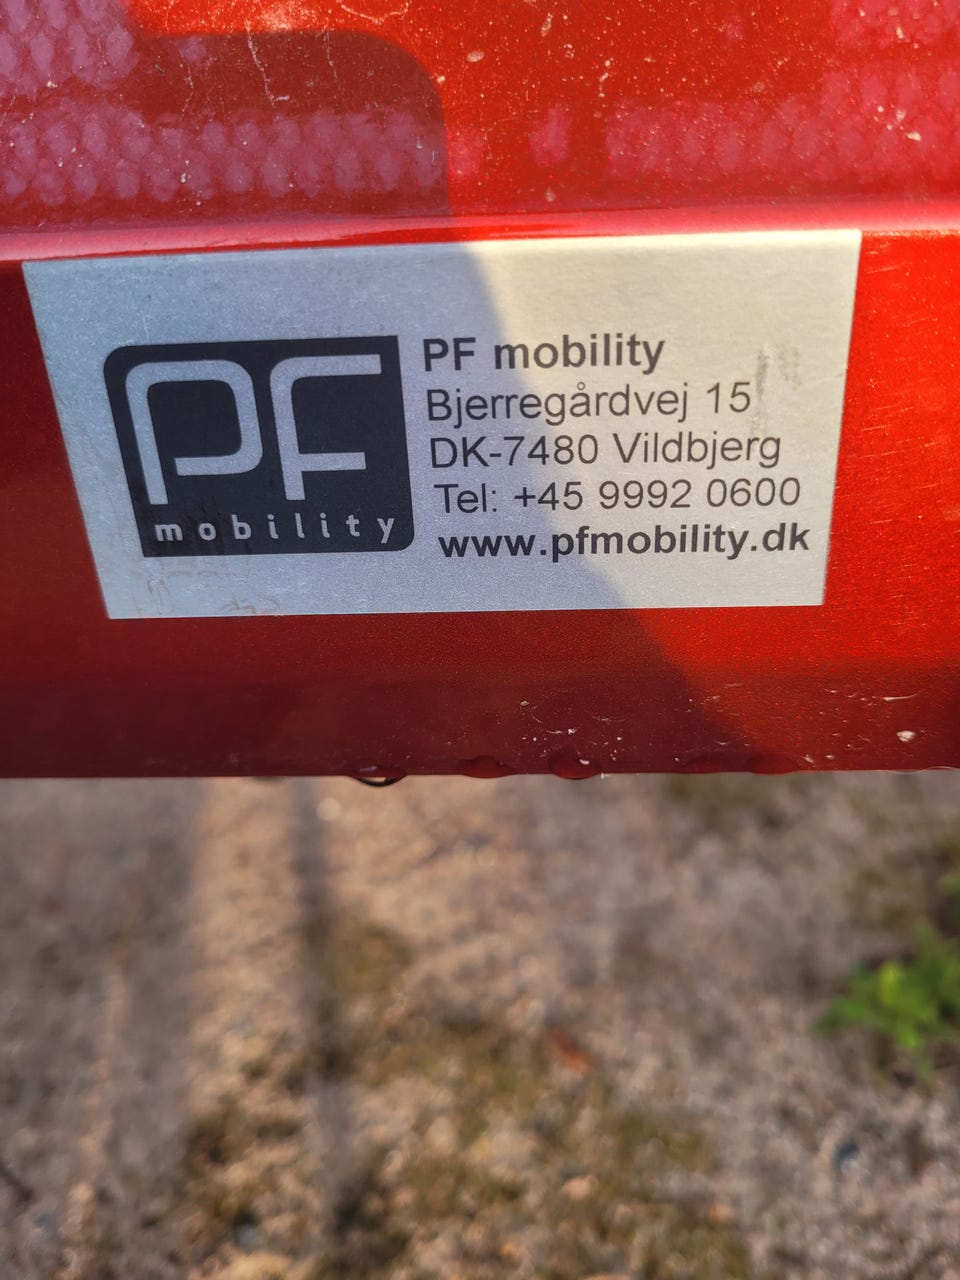 PF
mobility
PF mobility
Bjerregårdvej 15
DK-7480 Vildbjerg
Tel: +45 9992 0600
www.pfmobility.dk